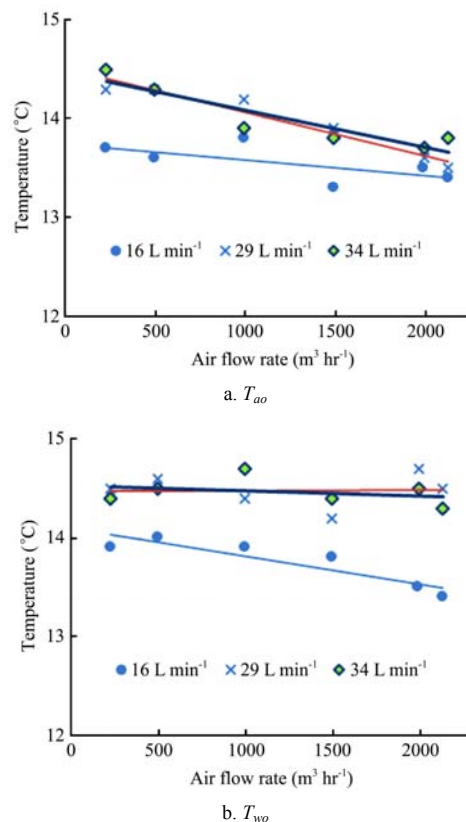 15
14
13
12
Temperature (˚C)
16 L min⁻¹ 29 L min⁻¹ 34 L min⁻¹
0 500 1000 1500 2000
Air flow rate (m³ hr⁻¹)
a. Tao
15
14
13
12
Temperature (˚C)
16 L min⁻¹ 29 L min⁻¹ 34 L min⁻¹
0 500 1000 1500 2000
Air flow rate (m³ hr⁻¹)
b. Two